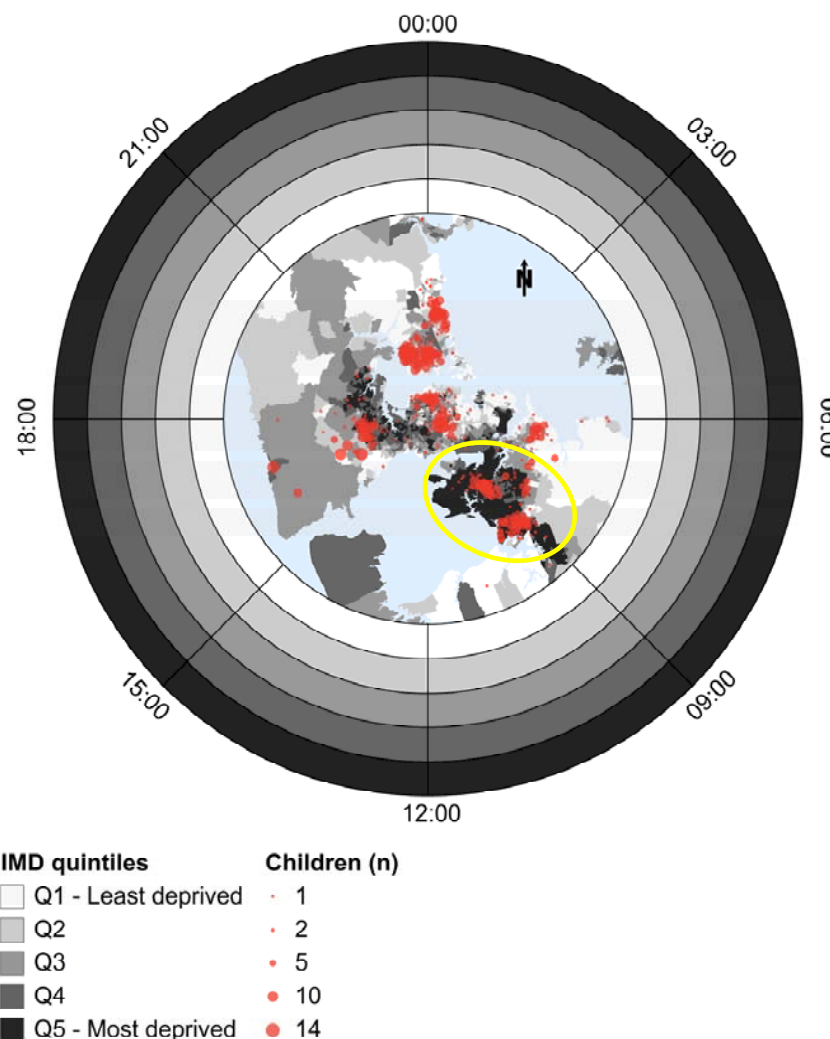 00:00
21:00
03:00
N
18:00
06:00
15:00
09:00
12:00
IMD quintiles
Children (n)
Q1 - Least deprived
1
Q2
2
Q3
5
Q4
10
Q5 - Most deprived
14